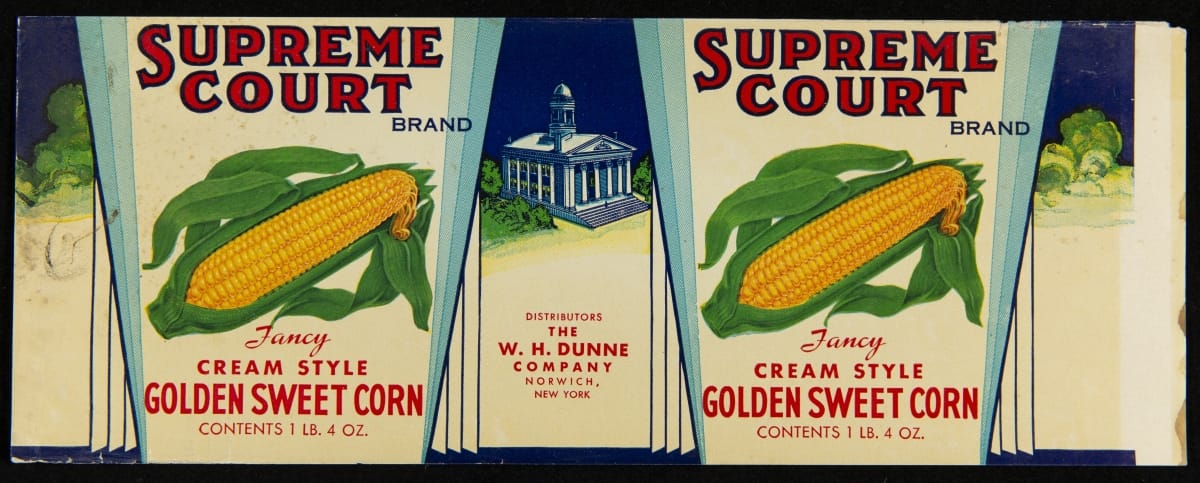 SUPREME
COURT
BRAND
Fancy
CREAM STYLE
GOLDEN SWEET CORN
CONTENTS 1 LB. 4 OZ.
DISTRIBUTORS
THE
W. H. DUNNE
COMPANY
NORWICH,
NEW YORK
SUPREME
COURT
BRAND
Fancy
CREAM STYLE
GOLDEN SWEET CORN
CONTENTS 1 LB. 4 OZ.